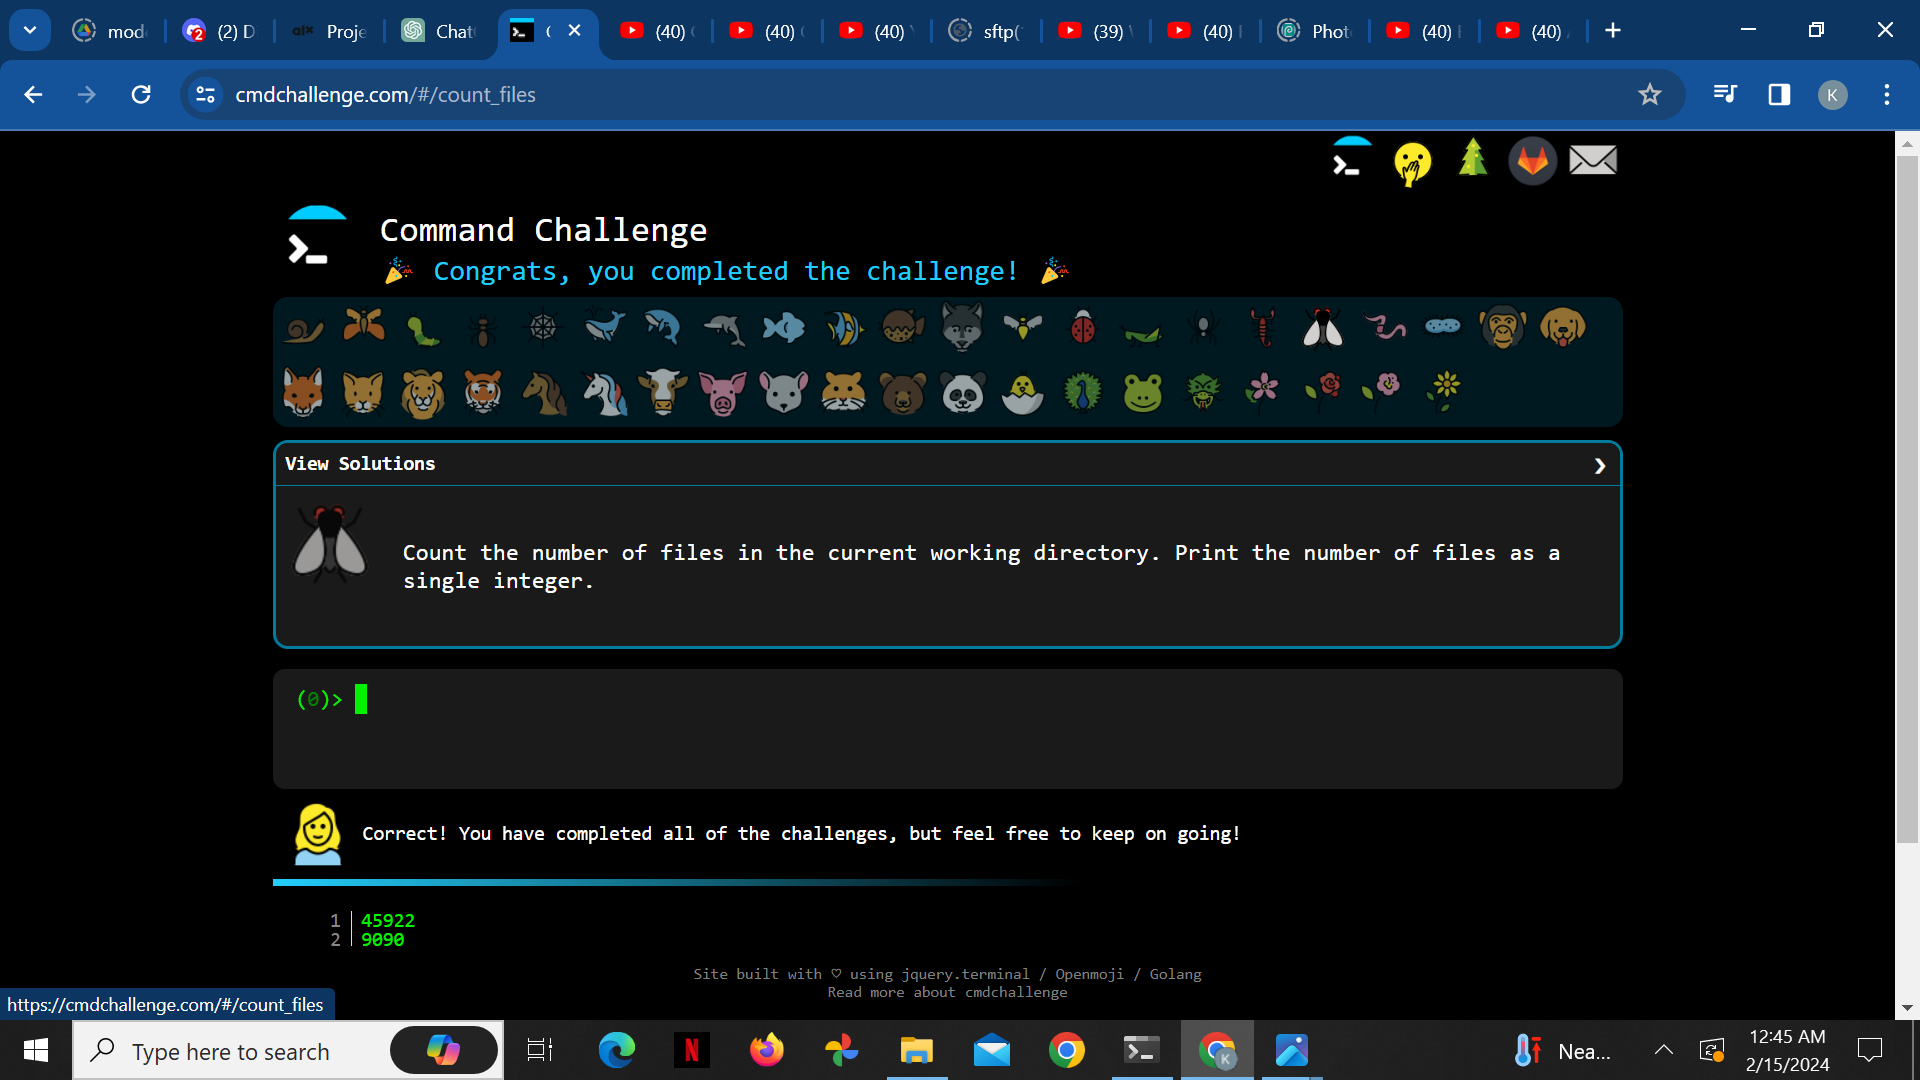 mod
(2) D
alx Proje
Chat
(40)
(40)
(40)
sftp(
(39)
(40)
Phot
(40)
(40)
cmdchallenge.com/#/count_files
K
Command Challenge
Congrats, you completed the challenge!
View Solutions
Count the number of files in the current working directory. Print the number of files as a
single integer.
(0)>
Correct! You have completed all of the challenges, but feel free to keep on going!
1 45922
2 9090
Site built with ♡ using jquery.terminal / Openmoji / Golang
Read more about cmdchallenge
https://cmdchallenge.com/#/count_files
Type here to search
N
K
Nea...
12:45 AM
2/15/2024